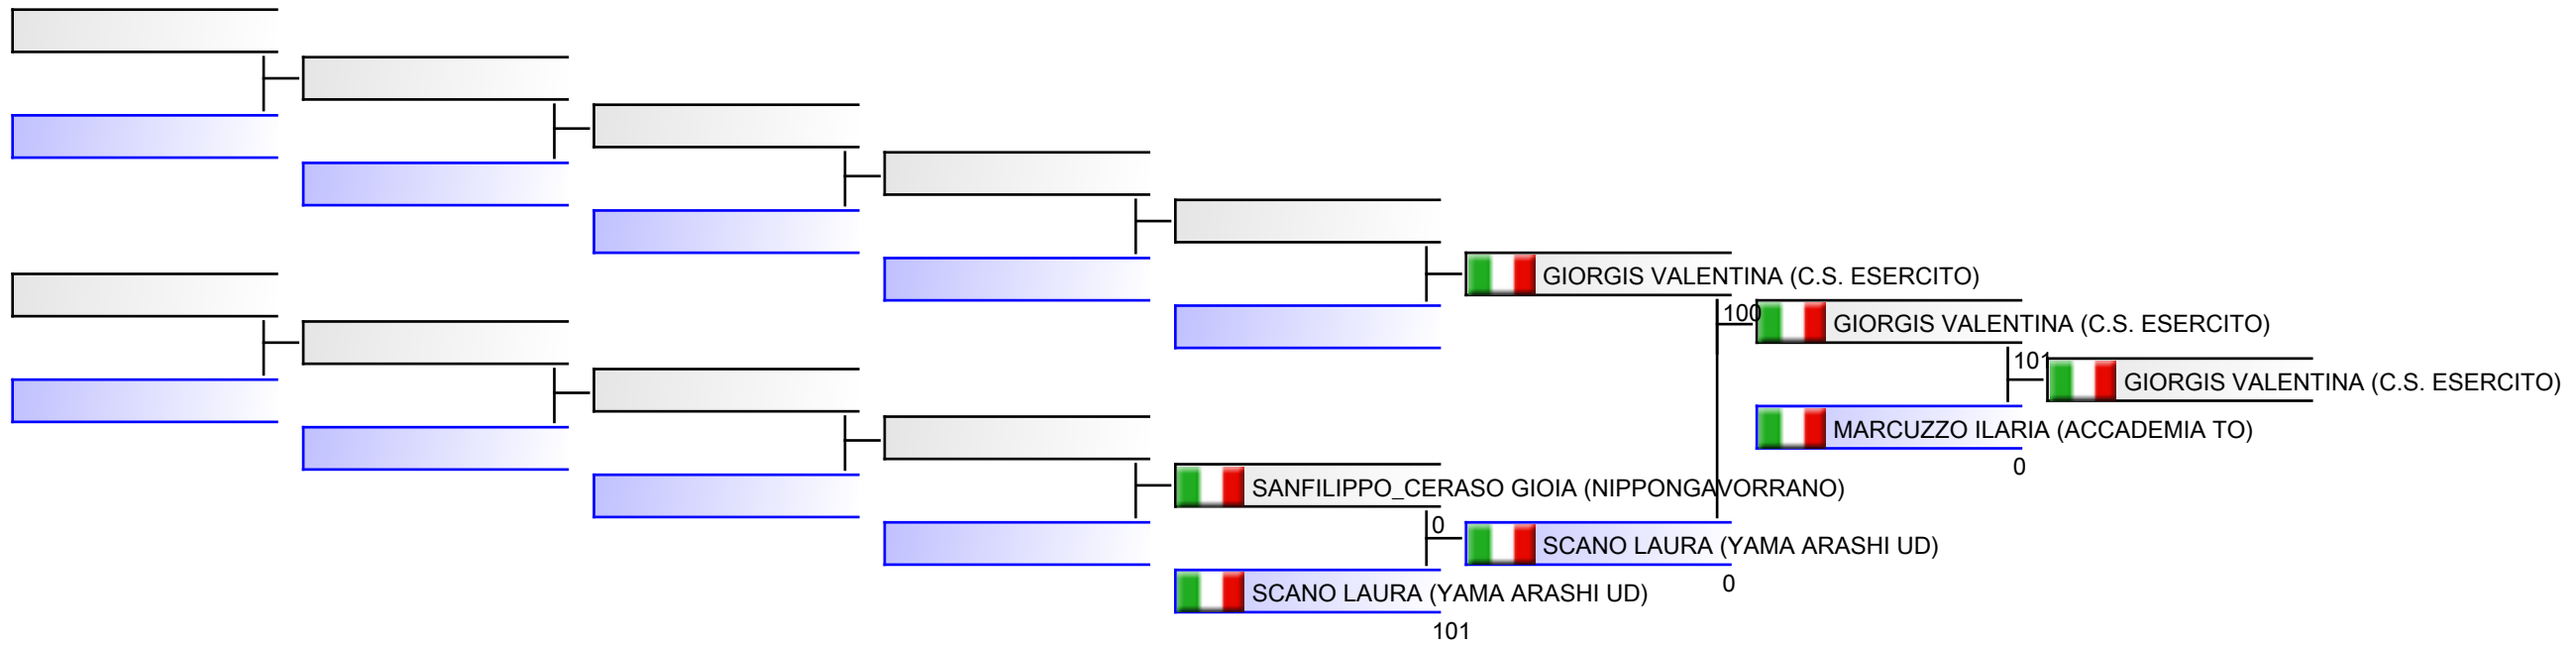 GIORGIS VALENTINA (C.S. ESERCITO)
100
GIORGIS VALENTINA (C.S. ESERCITO)
101
GIORGIS VALENTINA (C.S. ESERCITO)
MARCUZZO ILARIA (ACCADEMIA TO)
0
SANFILIPPO_CERASO GIOIA (NIPPONGAVORRANO)
0
SCANO LAURA (YAMA ARASHI UD)
0
SCANO LAURA (YAMA ARASHI UD)
101